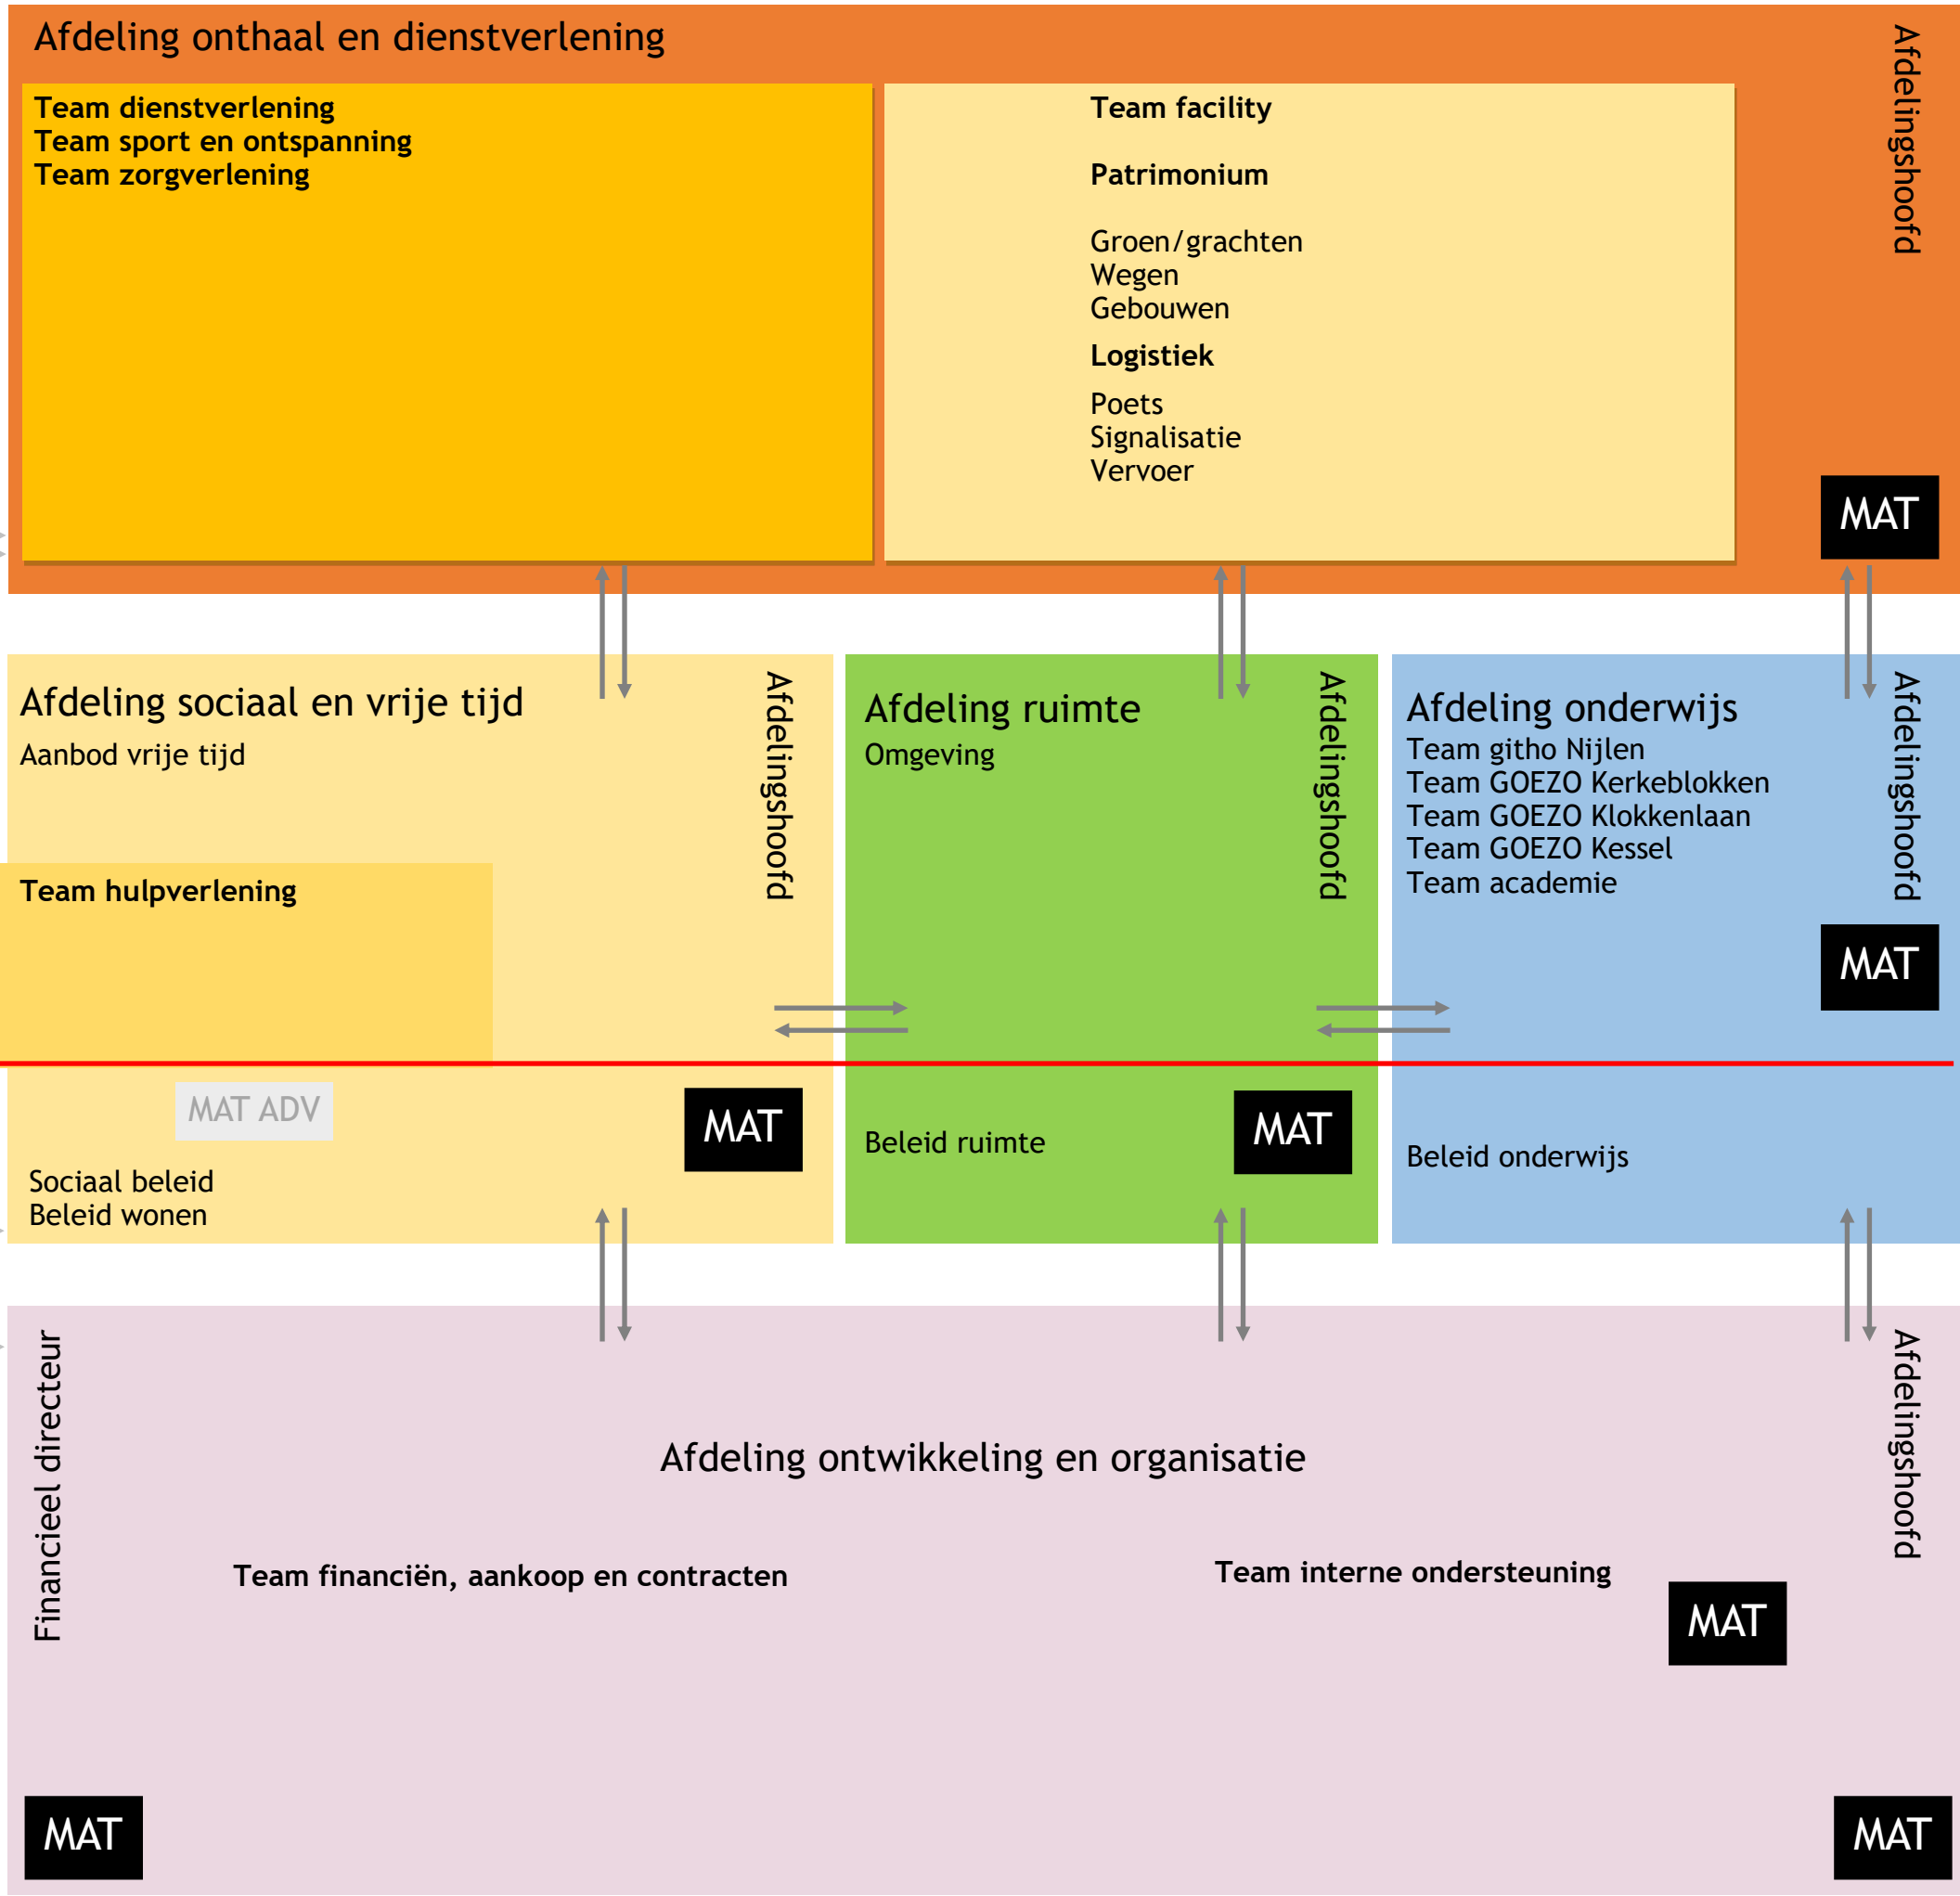 Afdeling onthaal en dienstverlening
Afdelingshoofd
Team dienstverlening
Team sport en ontspanning
Team zorgverlening
Team facility
Patrimonium
Groen/grachten
Wegen
Gebouwen
Logistiek
Poets
Signalisatie
Vervoer
MAT
Afdeling sociaal en vrije tijd
Aanbod vrije tijd
Afdelingshoofd
Team hulpverlening
MAT ADV
MAT
Sociaal beleid
Beleid wonen
Afdeling ruimte
Omgeving
Afdelingshoofd
MAT
Beleid ruimte
Afdeling onderwijs
Team githo Nijlen
Team GOEZO Kerkeblokken
Team GOEZO Klokkenlaan
Team GOEZO Kessel
Team academie
Afdelingshoofd
MAT
Beleid onderwijs
Financieel directeur
Afdelingshoofd
Afdeling ontwikkeling en organisatie
Team financiën, aankoop en contracten
Team interne ondersteuning
MAT
MAT
MAT